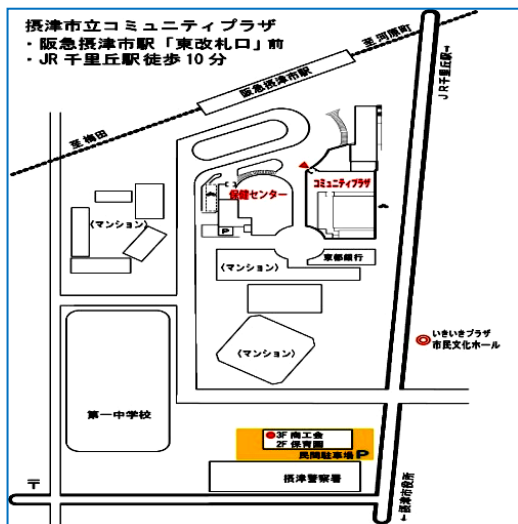 摂津市立コミュニティプラザ
・阪急摂津市駅「東改札口」前
・JR千里丘駅徒歩10分
至河原町
JR千里丘駅→
阪急摂津市駅
至梅田
保健センター
コミュニティプラザ
P
〈マンション〉
京都銀行
〈マンション〉
いきいきプラザ
市民文化ホール
〈マンション〉
第一中学校
3F 商工会
2F 保育園
民間駐車場 P
摂津警察署
〒
←摂津市役所